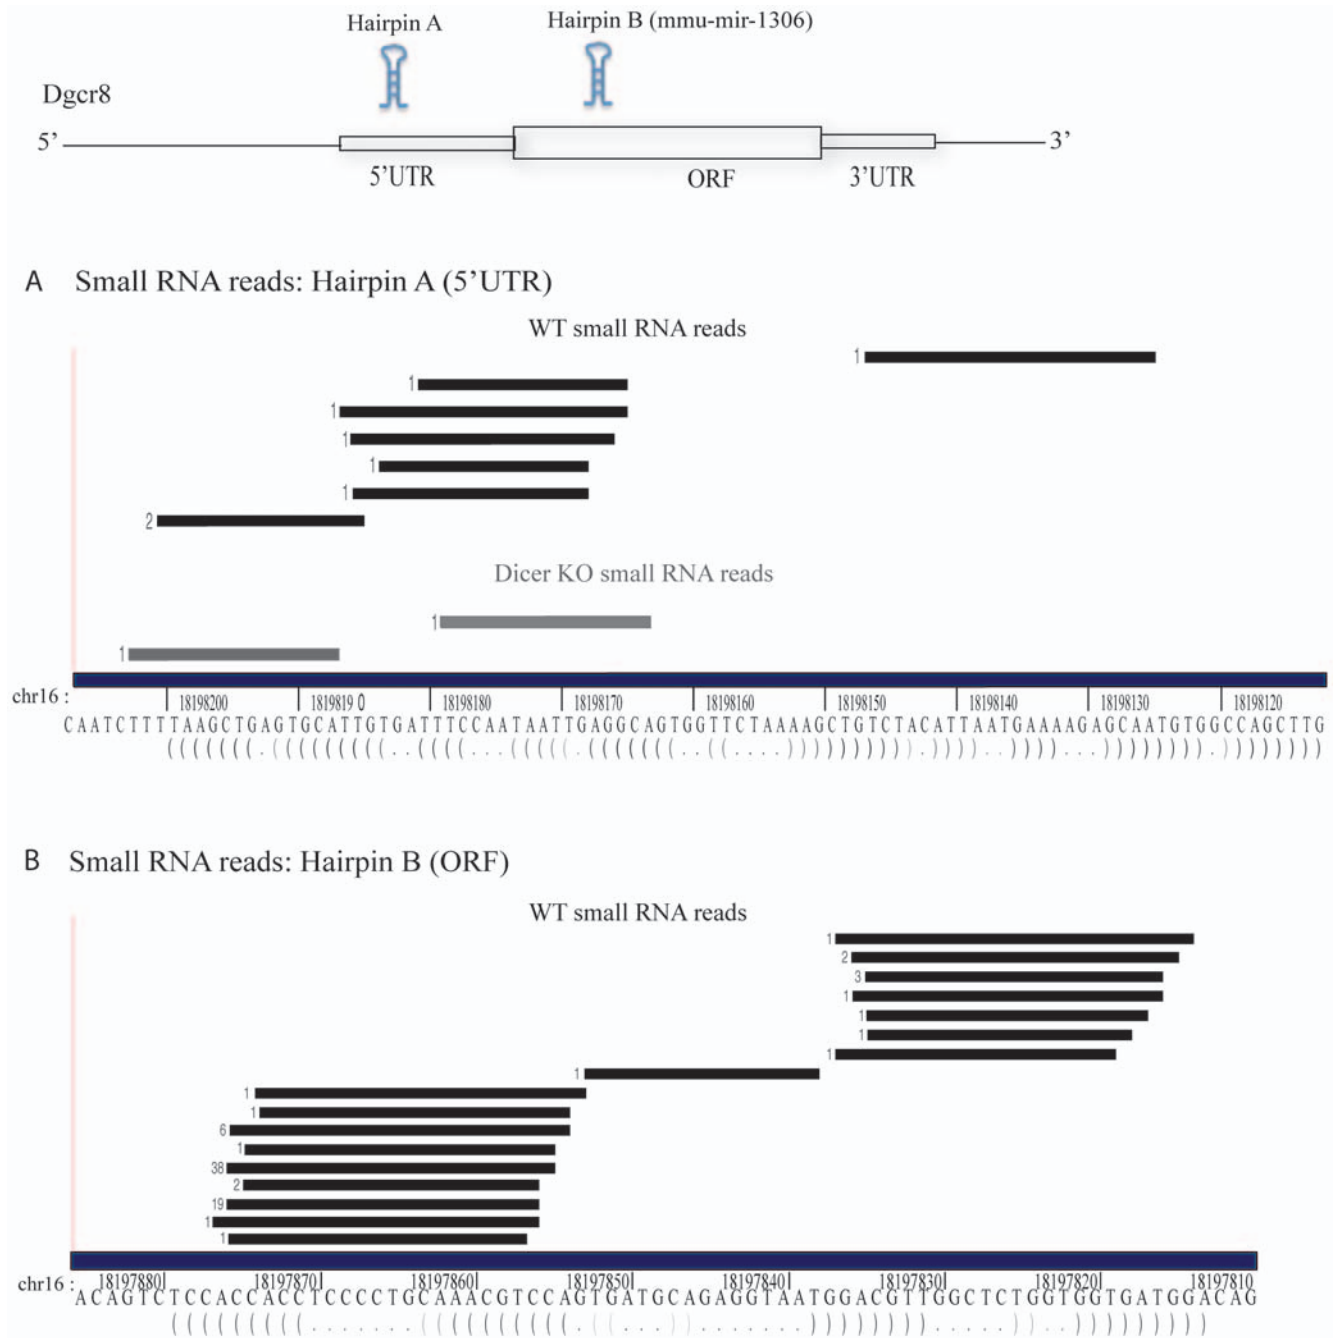 Hairpin A
Hairpin B (mmu-mir-1306)
Dgcr8
5’
3’
5’UTR
ORF
3’UTR
A Small RNA reads: Hairpin A (5’UTR)
WT small RNA reads
1
1
1
1
1
1
2
Dicer KO small RNA reads
1
1
chr16 :
18198200 1819819 0 18198180 18198170 18198160 18198150 18198140 18198130 18198120
CAATCTTTTAAGCTGAGTGCATTGTGATTTCCAATAATTGAGGCAGTGGTTCTAAAAGCTGTCTACATTAATGAAAAGAGCAATGTGGCCAGCTTG
B Small RNA reads: Hairpin B (ORF)
WT small RNA reads
1
2
3
1
1
1
1
1
1
1
6
1
38
2
19
1
1
chr16 : 18197880 18197870 18197860 18197850 18197840 18197830 18197820 18197810
ACAGTCTCCACCACCTCCCCTGCAAACGTCCAGTGATGCAGAGGTAATGGACGTTGGCTCTGGTGGTGATGGACAG